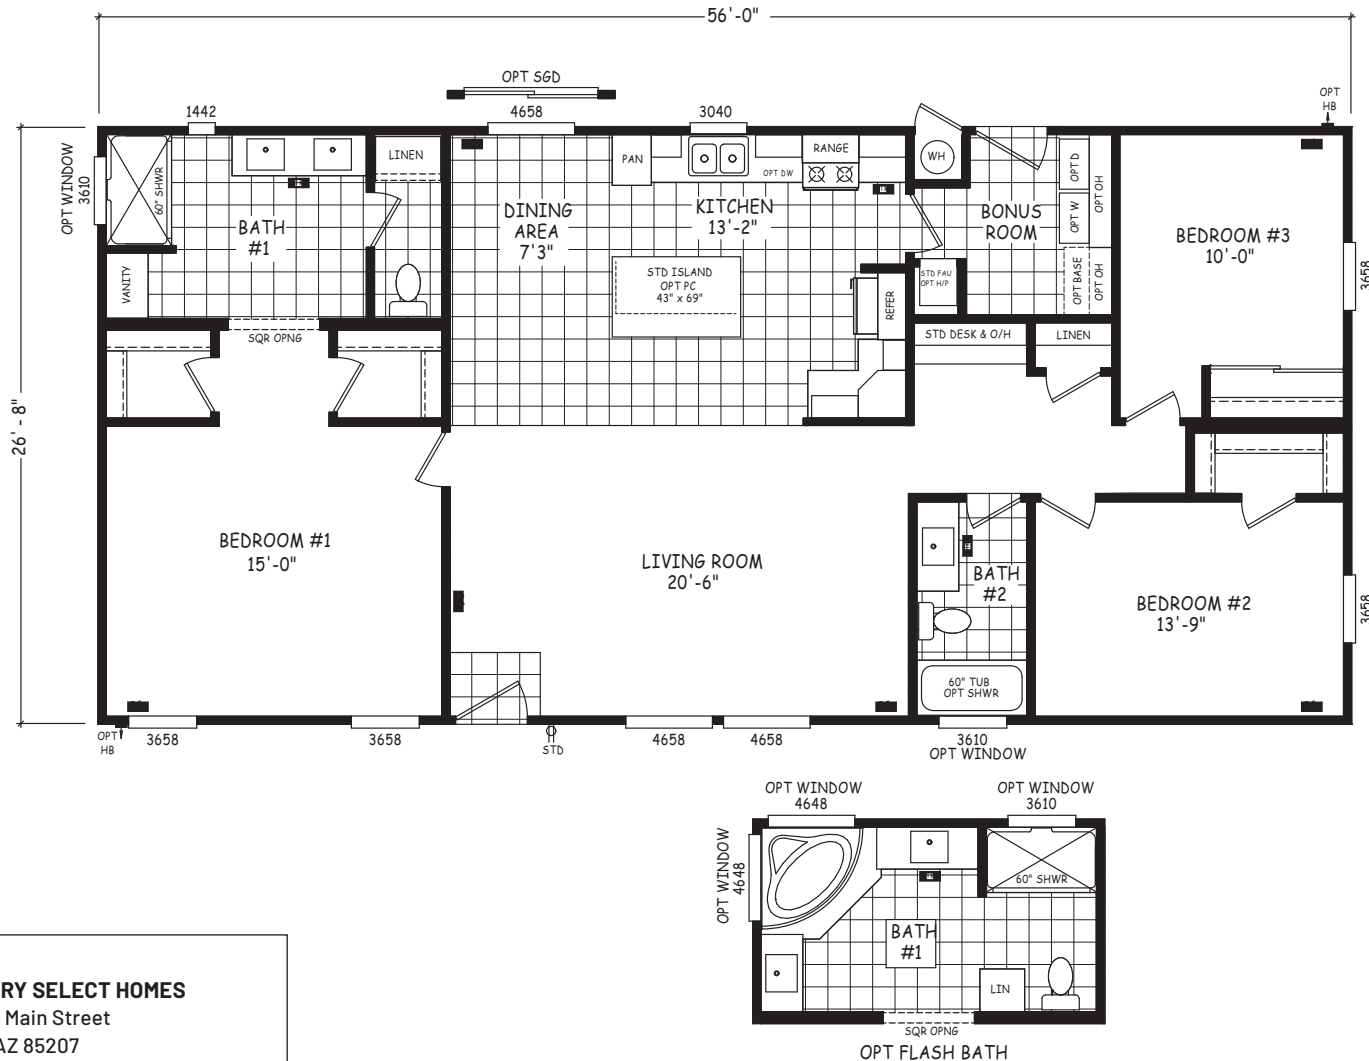 56'-0"
OPT SGD
1442
4658
3040
OPT
HB
OPT WINDOW
3610
60" SHWR
LINEN
PAN
OPT DW
RANGE
WH
OPT D
OPT W
OPT OH
BATH
#1
DINING
AREA
7'3"
KITCHEN
13'-2"
BONUS
ROOM
BEDROOM #3
10'-0"
3658
VANITY
STD ISLAND
OPT PC
43" x 69"
REFER
STD FAU
OPT H/P
OPT BASE
OPT OH
SQR OPNG
STD DESK & O/H
LINEN
26' - 8"
BEDROOM #1
15'-0"
LIVING ROOM
20'-6"
BATH
#2
BEDROOM #2
13'-9"
3658
60" TUB
OPT SHWR
OPT
HB
3658
3658
STD
4658
4658
3610
OPT WINDOW
OPT WINDOW
4648
OPT WINDOW
3610
OPT WINDOW
4648
60" SHWR
BATH
#1
LIN
SQR OPNG
OPT FLASH BATH
RY SELECT HOMES
Main Street
AZ 85207